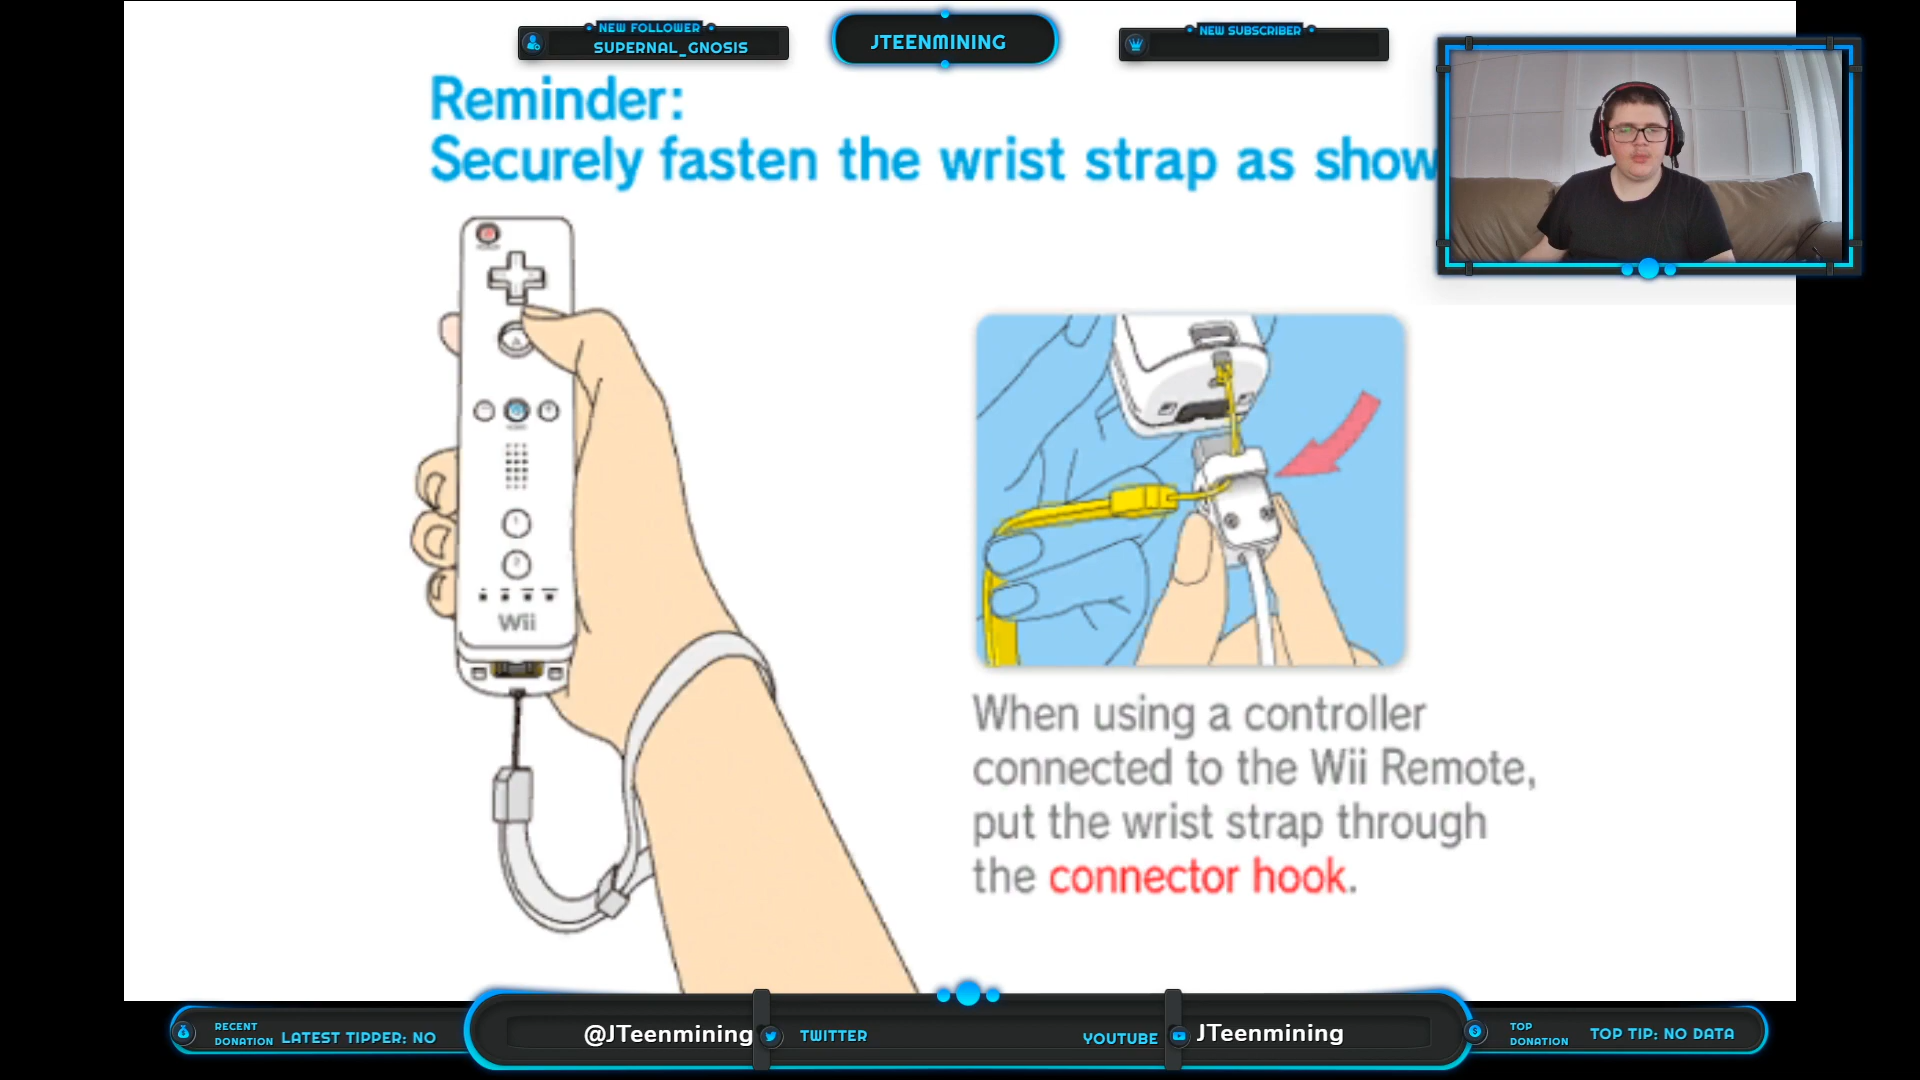 NEW FOLLOWER
SUPERNAL_GNOSIS
JTEENMINING
NEW SUBSCRIBER
Reminder:
Securely fasten the wrist strap as show
A
1
2
Wii
When using a controller
connected to the Wii Remote,
put the wrist strap through
the connector hook.
RECENT
DONATION
LATEST TIPPER: NO
@JTeenmining
TWITTER
YOUTUBE
JTeenmining
TOP
DONATION
TOP TIP: NO DATA